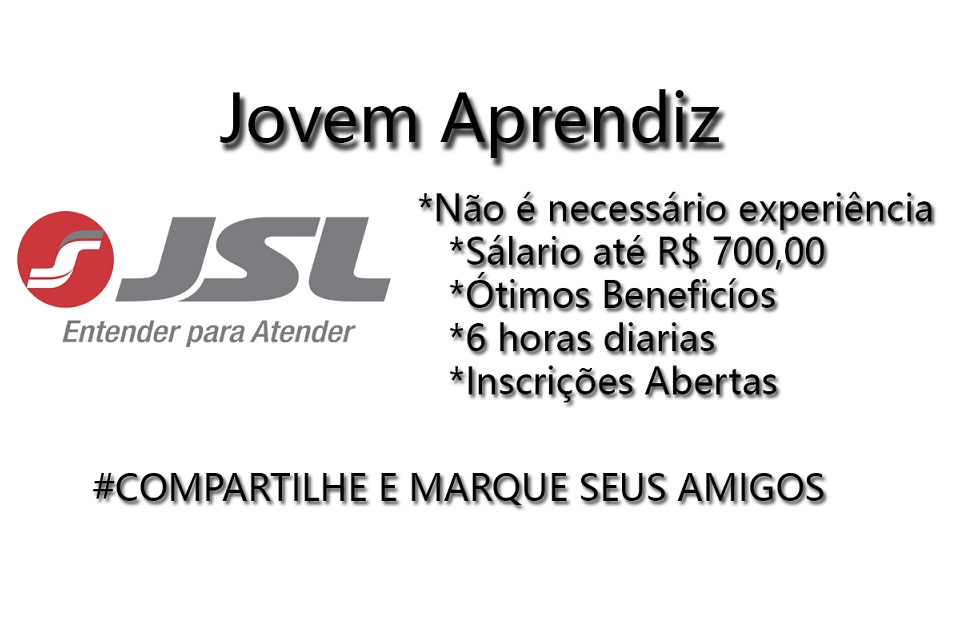 Jovem Aprendiz
JSL
Entender para Atender
*Não é necessário experiência
*Sálario até R$ 700,00
*Ótimos Beneficíos
*6 horas diarias
*Inscrições Abertas
#COMPARTILHE E MARQUE SEUS AMIGOS